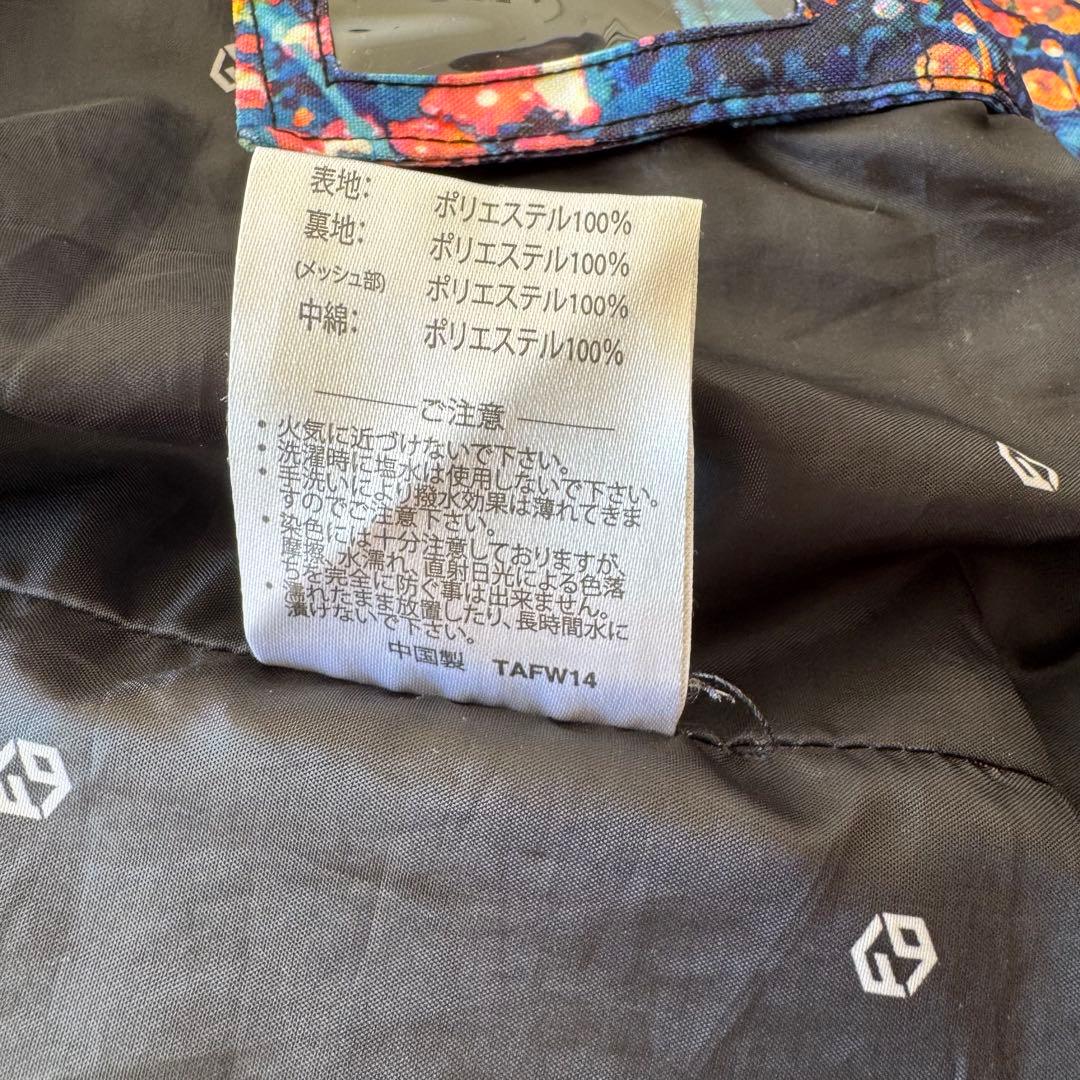 表地: ポリエステル100%
裏地: ポリエステル100%
(メッシュ部) ポリエステル100%
中綿: ポリエステル100%
ご注意
・火気に近づけないで下さい。
・洗濯時に塩水は使用しないで下さい。
・手洗いにより撥水効果は薄れてきま
すのでご注意下さい。
・染色には十分注意しておりますが、
摩擦、水濡れ、直射日光による色落
ちを完全に防ぐ事は出来ません。
・濡れたまま放置したり、長時間水に
漬けないで下さい。
中国製 TAFW14